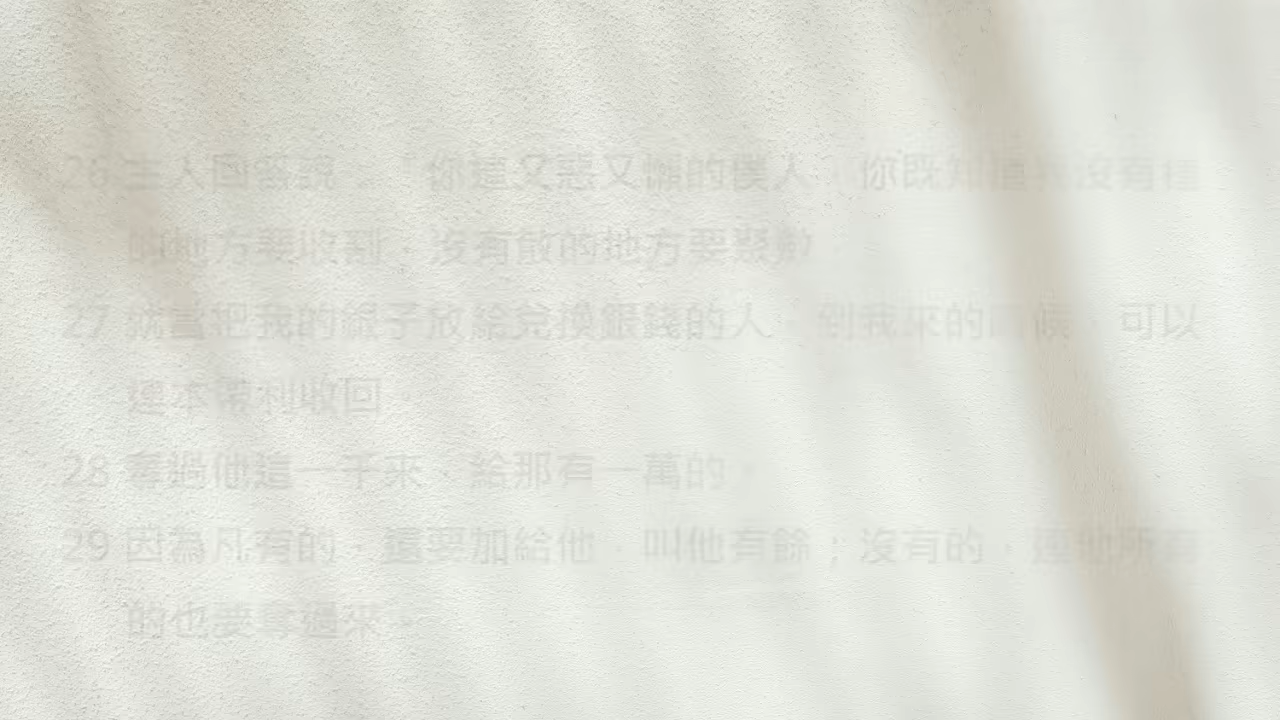 26 主人回答說：「你這又惡又懶的僕人，你既知道我沒有種
的地方要收割，沒有散的地方要聚斂，
27 就當把我的銀子放給兌換銀錢的人，到我來的時候，可以
連本帶利收回。
28 奪過他這一千來，給那有一萬的。
29 因為凡有的，還要加給他，叫他有餘；沒有的，連他所有
的也要奪過來。